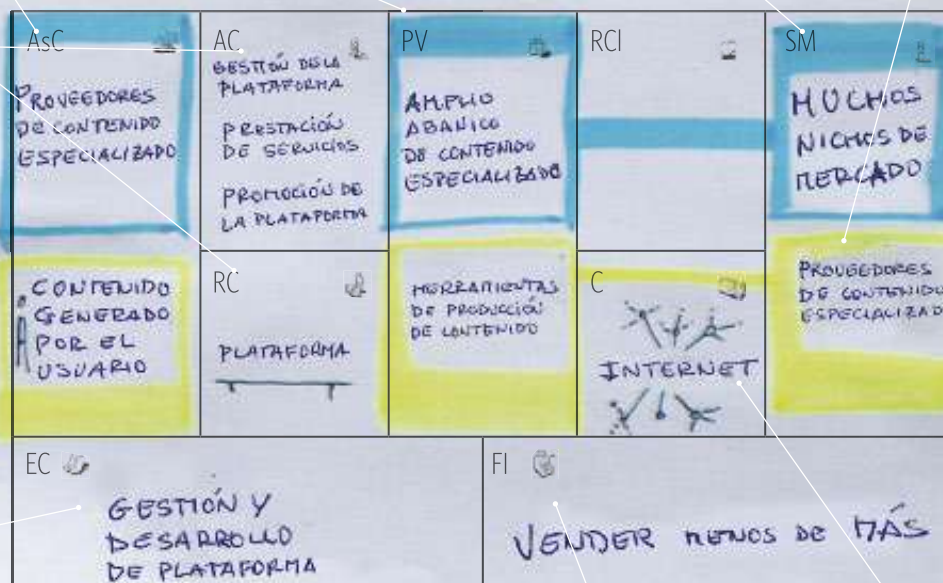 AsC
PROVEEDORES
DE CONTENIDO
ESPECIALIZADO
CONTENIDO
GENERADO
POR EL
USUARIO
AC
GESTIÓN DE LA
PLATAFORMA
PRESTACIÓN
DE SERVICIOS
PROMOCIÓN DE
LA PLATAFORMA
RC
PLATAFORMA
PV
AMPLIO
ABANICO
DE CONTENIDO
ESPECIALIZADO
HERRAMIENTAS
DE PRODUCCIÓN
DE CONTENIDO
RCl
C
INTERNET
SM
MUCHOS
NICHOS DE
MERCADO
PROVEEDORES
DE CONTENIDO
ESPECIALIZAD
EC
GESTIÓN Y
DESARROLLO
DE PLATAFORMA
FI
VENDER MENOS DE MÁS